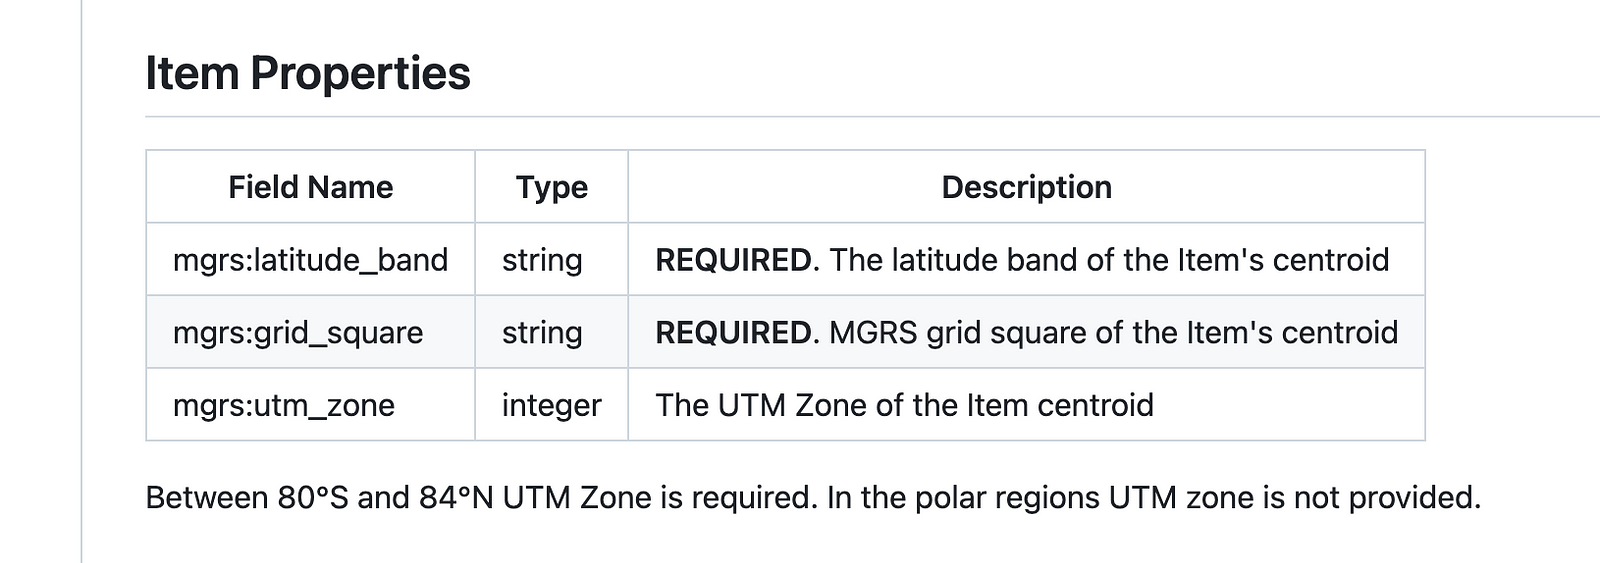 Item Properties
Field Name Type Description
mgrs:latitude_band string REQUIRED. The latitude band of the Item's centroid
mgrs:grid_square string REQUIRED. MGRS grid square of the Item's centroid
mgrs:utm_zone integer The UTM Zone of the Item centroid
Between 80°S and 84°N UTM Zone is required. In the polar regions UTM zone is not provided.